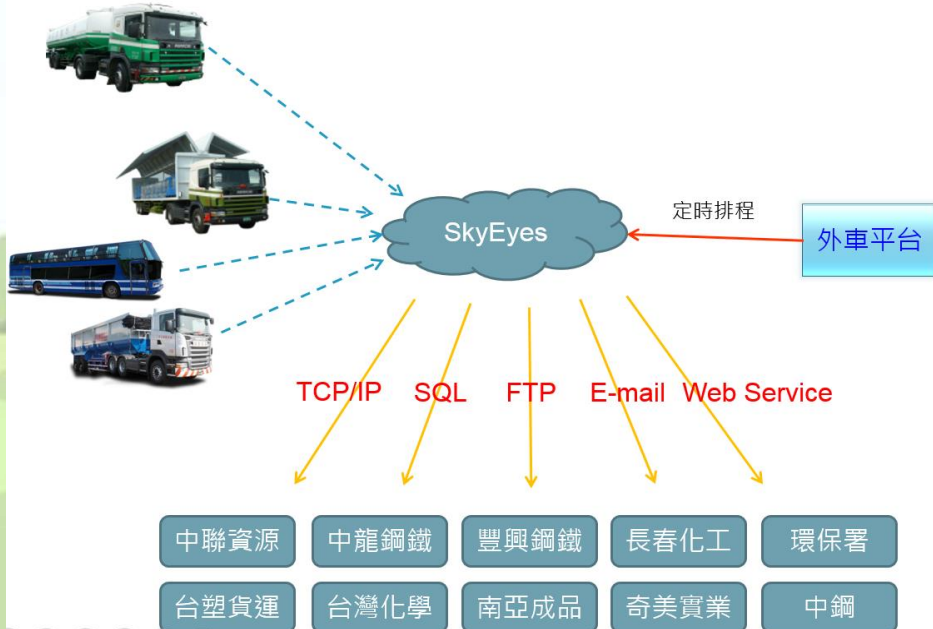 SkyEyes
定時排程
外車平台
TCP/IP SQL FTP E-mail Web Service
中聯資源 中龍鋼鐵 豐興鋼鐵 長春化工 環保署
台塑貨運 台灣化學 南亞成品 奇美實業 中鋼